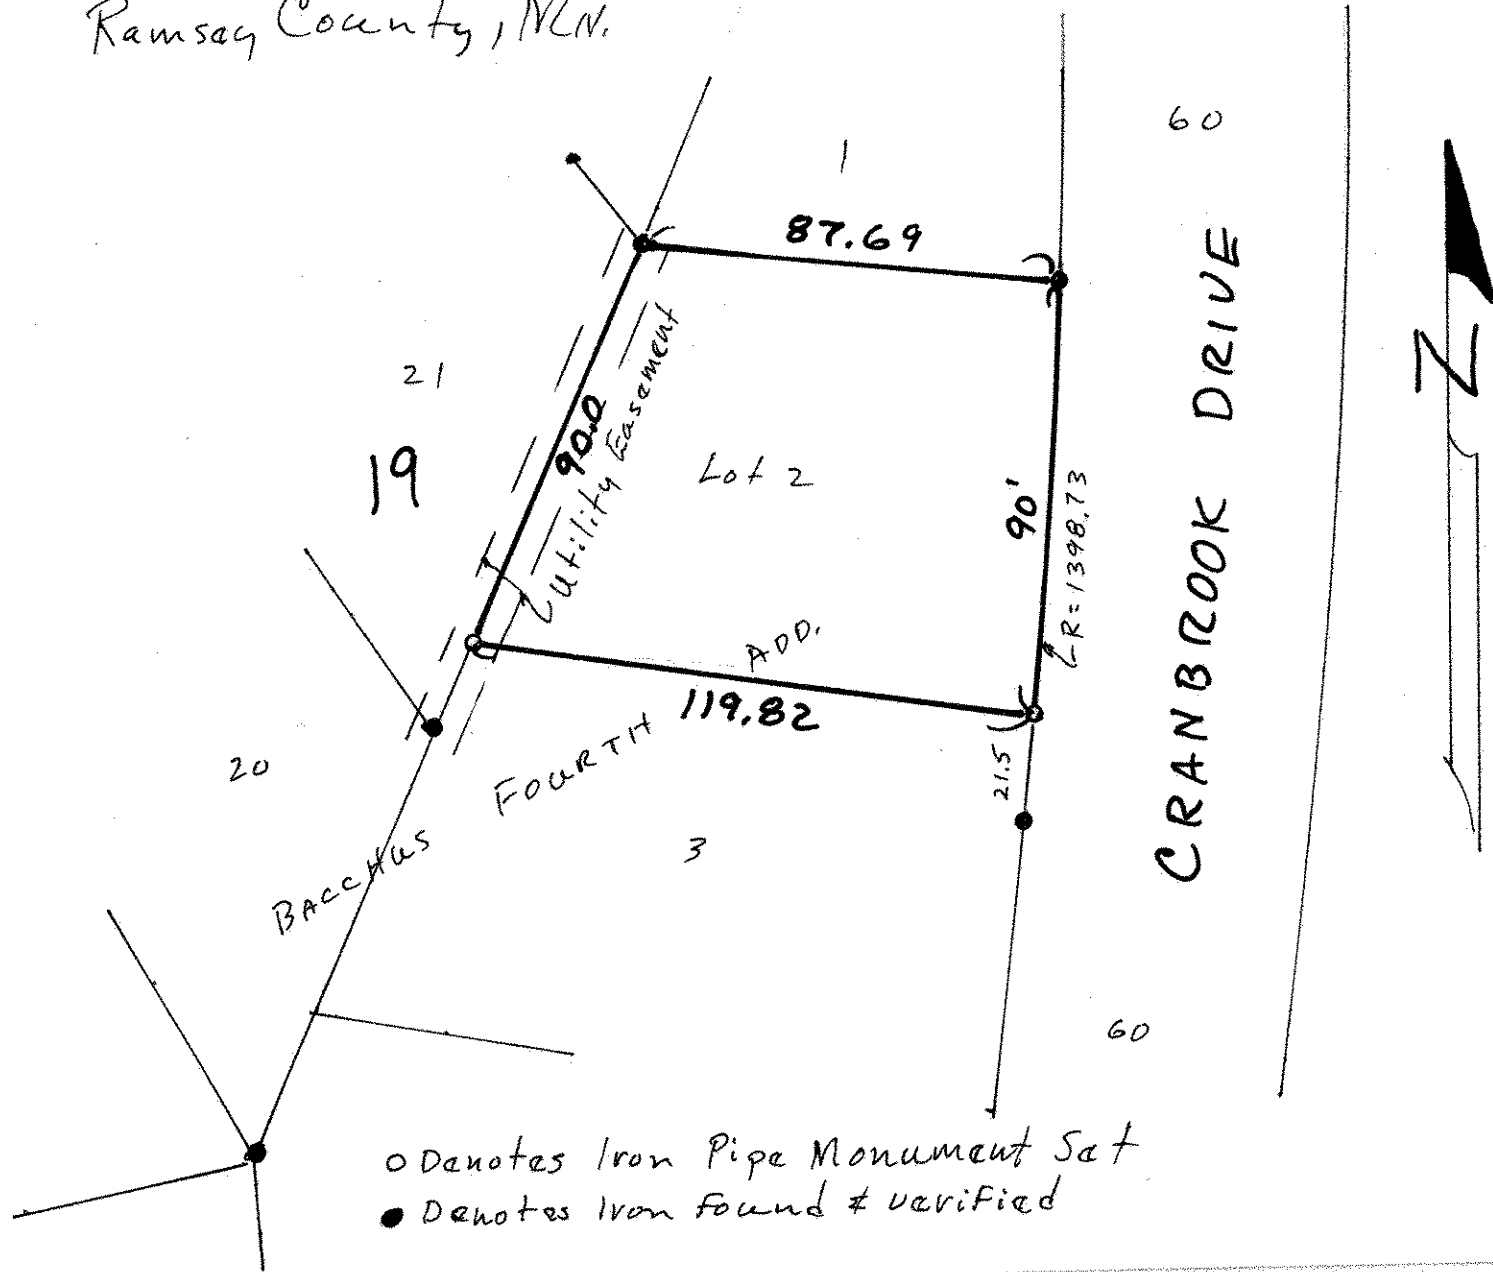 Ramsey County, MN.
1
60
87.69
21
19
90.0
Utility Easement
Lot 2
90'
R=1398.73
CRANBROOK DRIVE
N
119.82
BACCHUS FOURTH ADD.
21.5
20
3
60
O Denotes Iron Pipe Monument Set
● Denotes Iron Found & verified